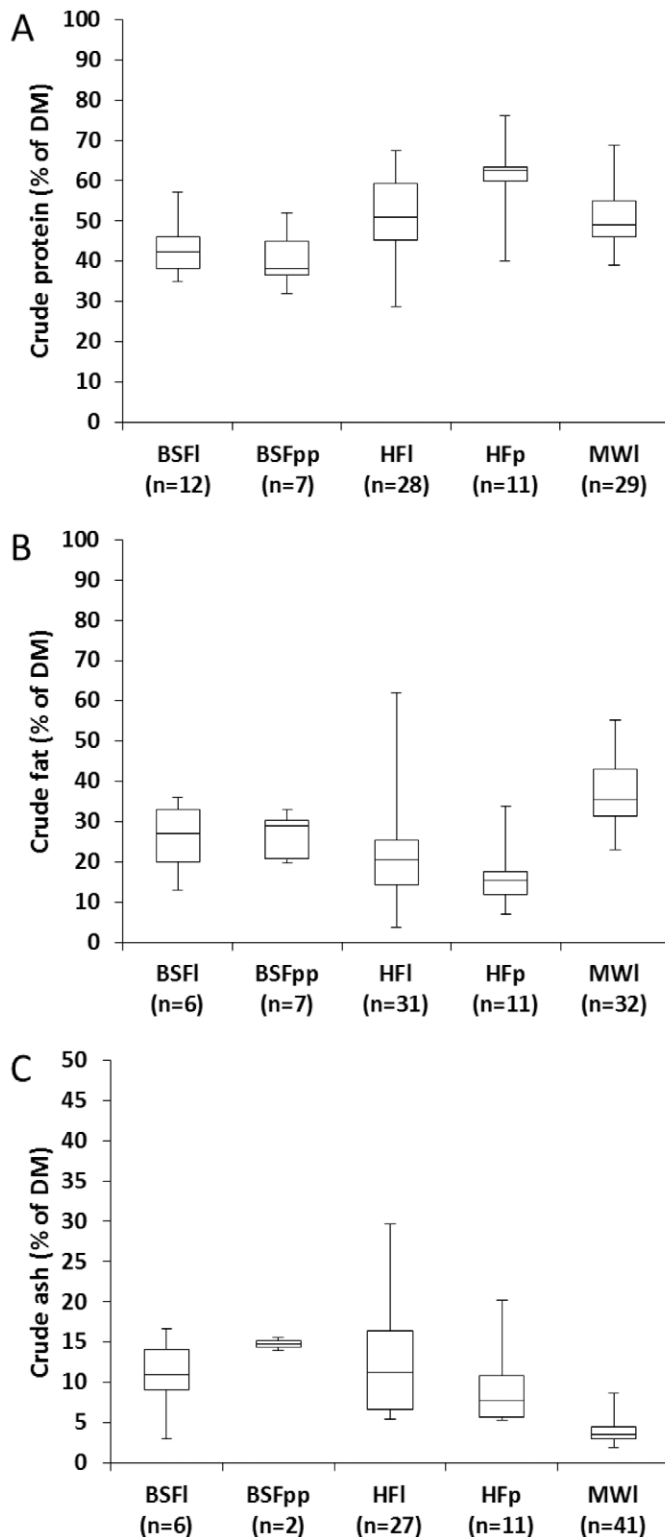 A
Crude protein (% of DM)
100
90
80
70
60
50
40
30
20
10
0
BSFl BSFpp HFl HFp MWl
(n=12) (n=7) (n=28) (n=11) (n=29)
B
Crude fat (% of DM)
100
90
80
70
60
50
40
30
20
10
0
BSFl BSFpp HFl HFp MWl
(n=6) (n=7) (n=31) (n=11) (n=32)
C
Crude ash (% of DM)
50
45
40
35
30
25
20
15
10
5
0
BSFl BSFpp HFl HFp MWl
(n=6) (n=2) (n=27) (n=11) (n=41)